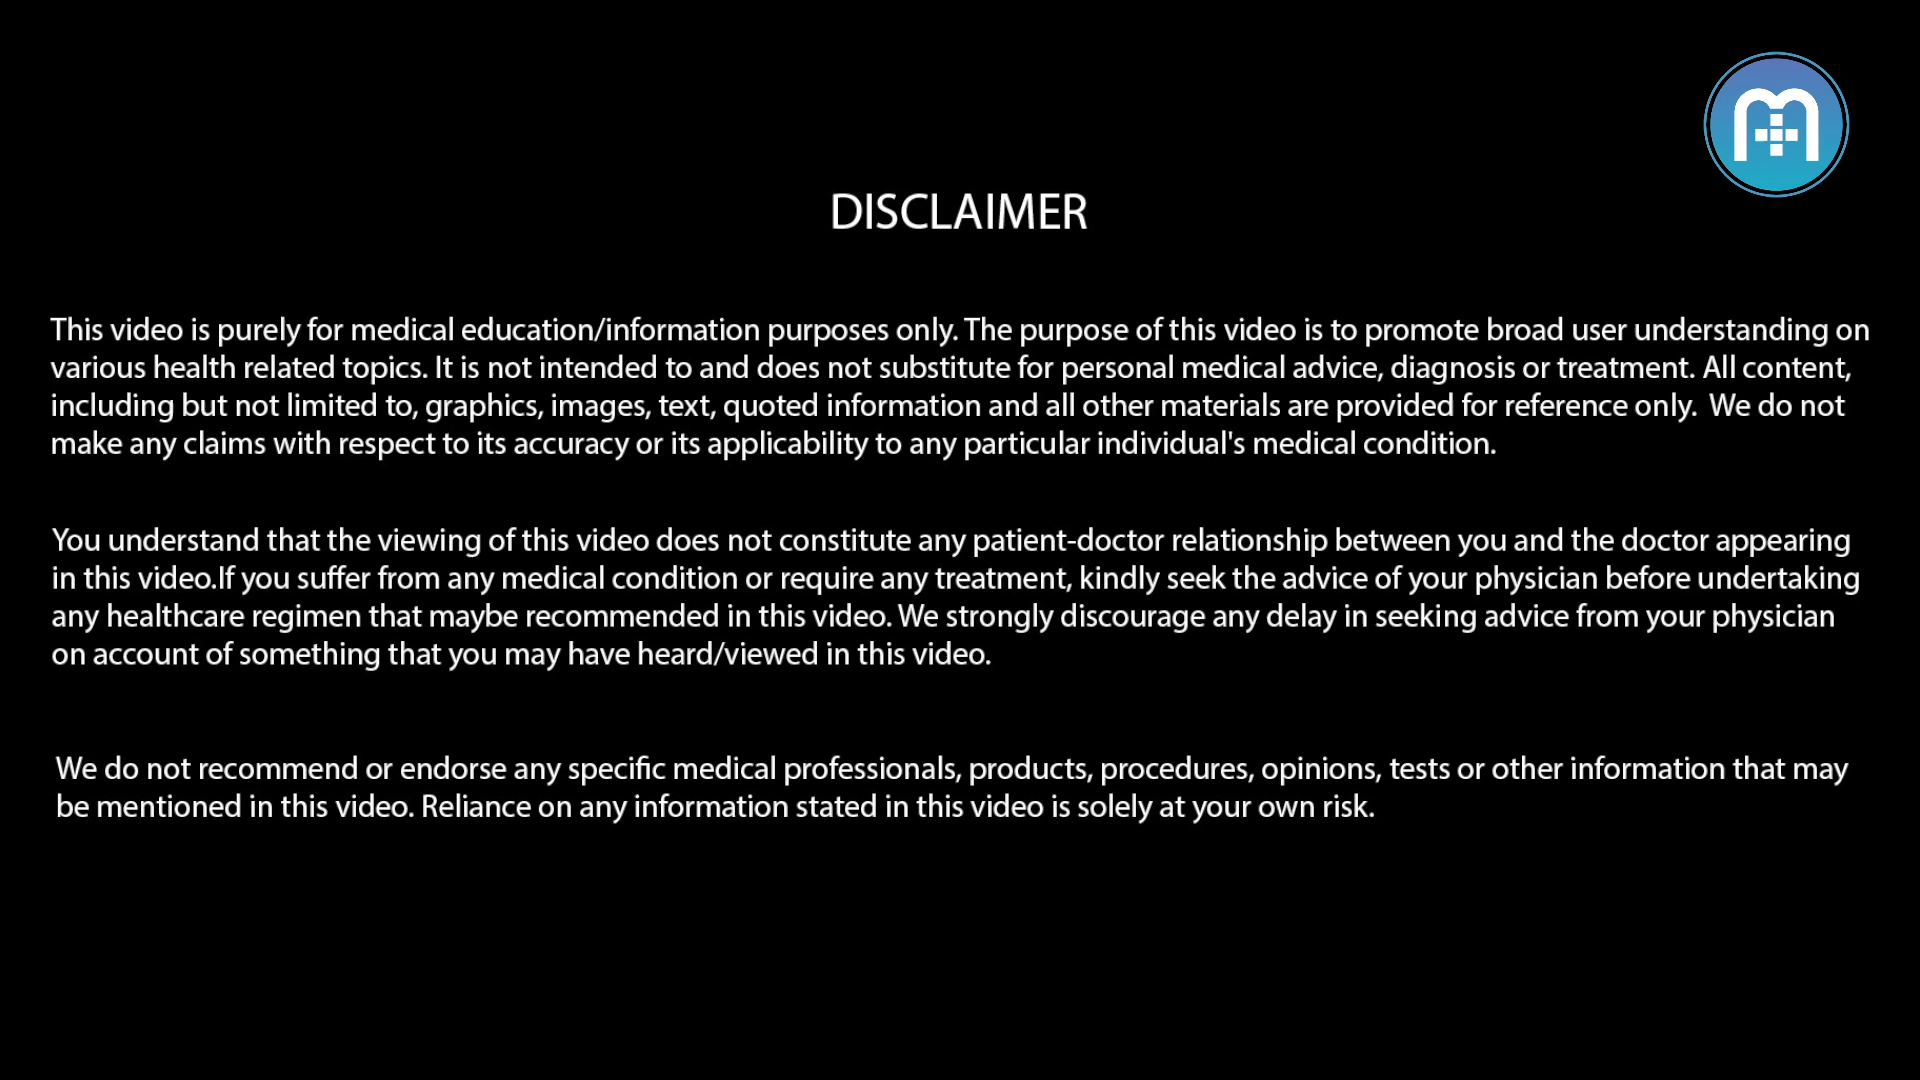 DISCLAIMER
This video is purely for medical education/information purposes only. The purpose of this video is to promote broad user understanding on
various health related topics. It is not intended to and does not substitute for personal medical advice, diagnosis or treatment. All content,
including but not limited to, graphics, images, text, quoted information and all other materials are provided for reference only.  We do not
make any claims with respect to its accuracy or its applicability to any particular individual's medical condition.
You understand that the viewing of this video does not constitute any patient-doctor relationship between you and the doctor appearing
in this video.If you suffer from any medical condition or require any treatment, kindly seek the advice of your physician before undertaking
any healthcare regimen that maybe recommended in this video. We strongly discourage any delay in seeking advice from your physician
on account of something that you may have heard/viewed in this video.
We do not recommend or endorse any specific medical professionals, products, procedures, opinions, tests or other information that may
be mentioned in this video. Reliance on any information stated in this video is solely at your own risk.